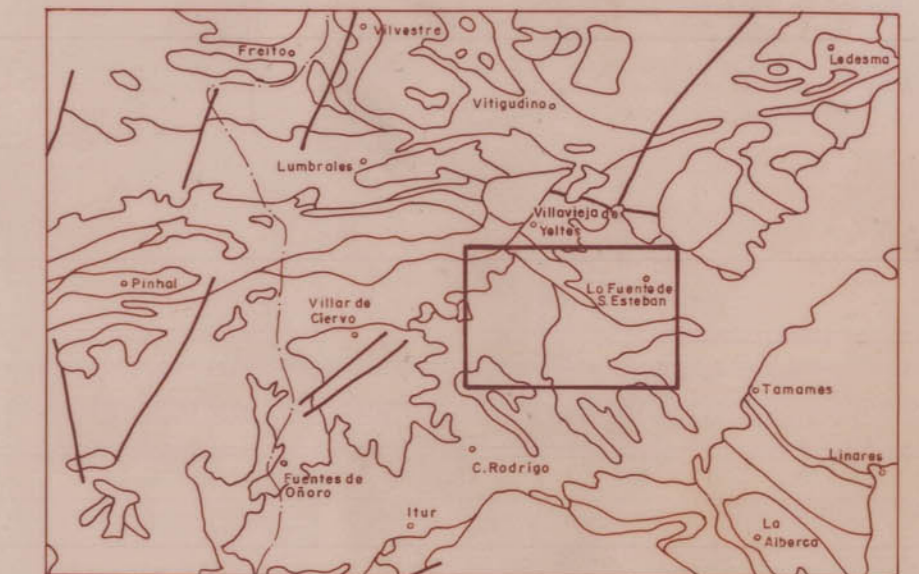 Vilvestre
Freito
Ledesma
Vitigudino
Lumbrales
Villavieja de
Yeltes
Pinhal
La Fuente de
S. Esteban
Villar de
Ciervo
Tamames
Linares
C. Rodrigo
Fuentes de
Oñoro
Itur
La
Alberca